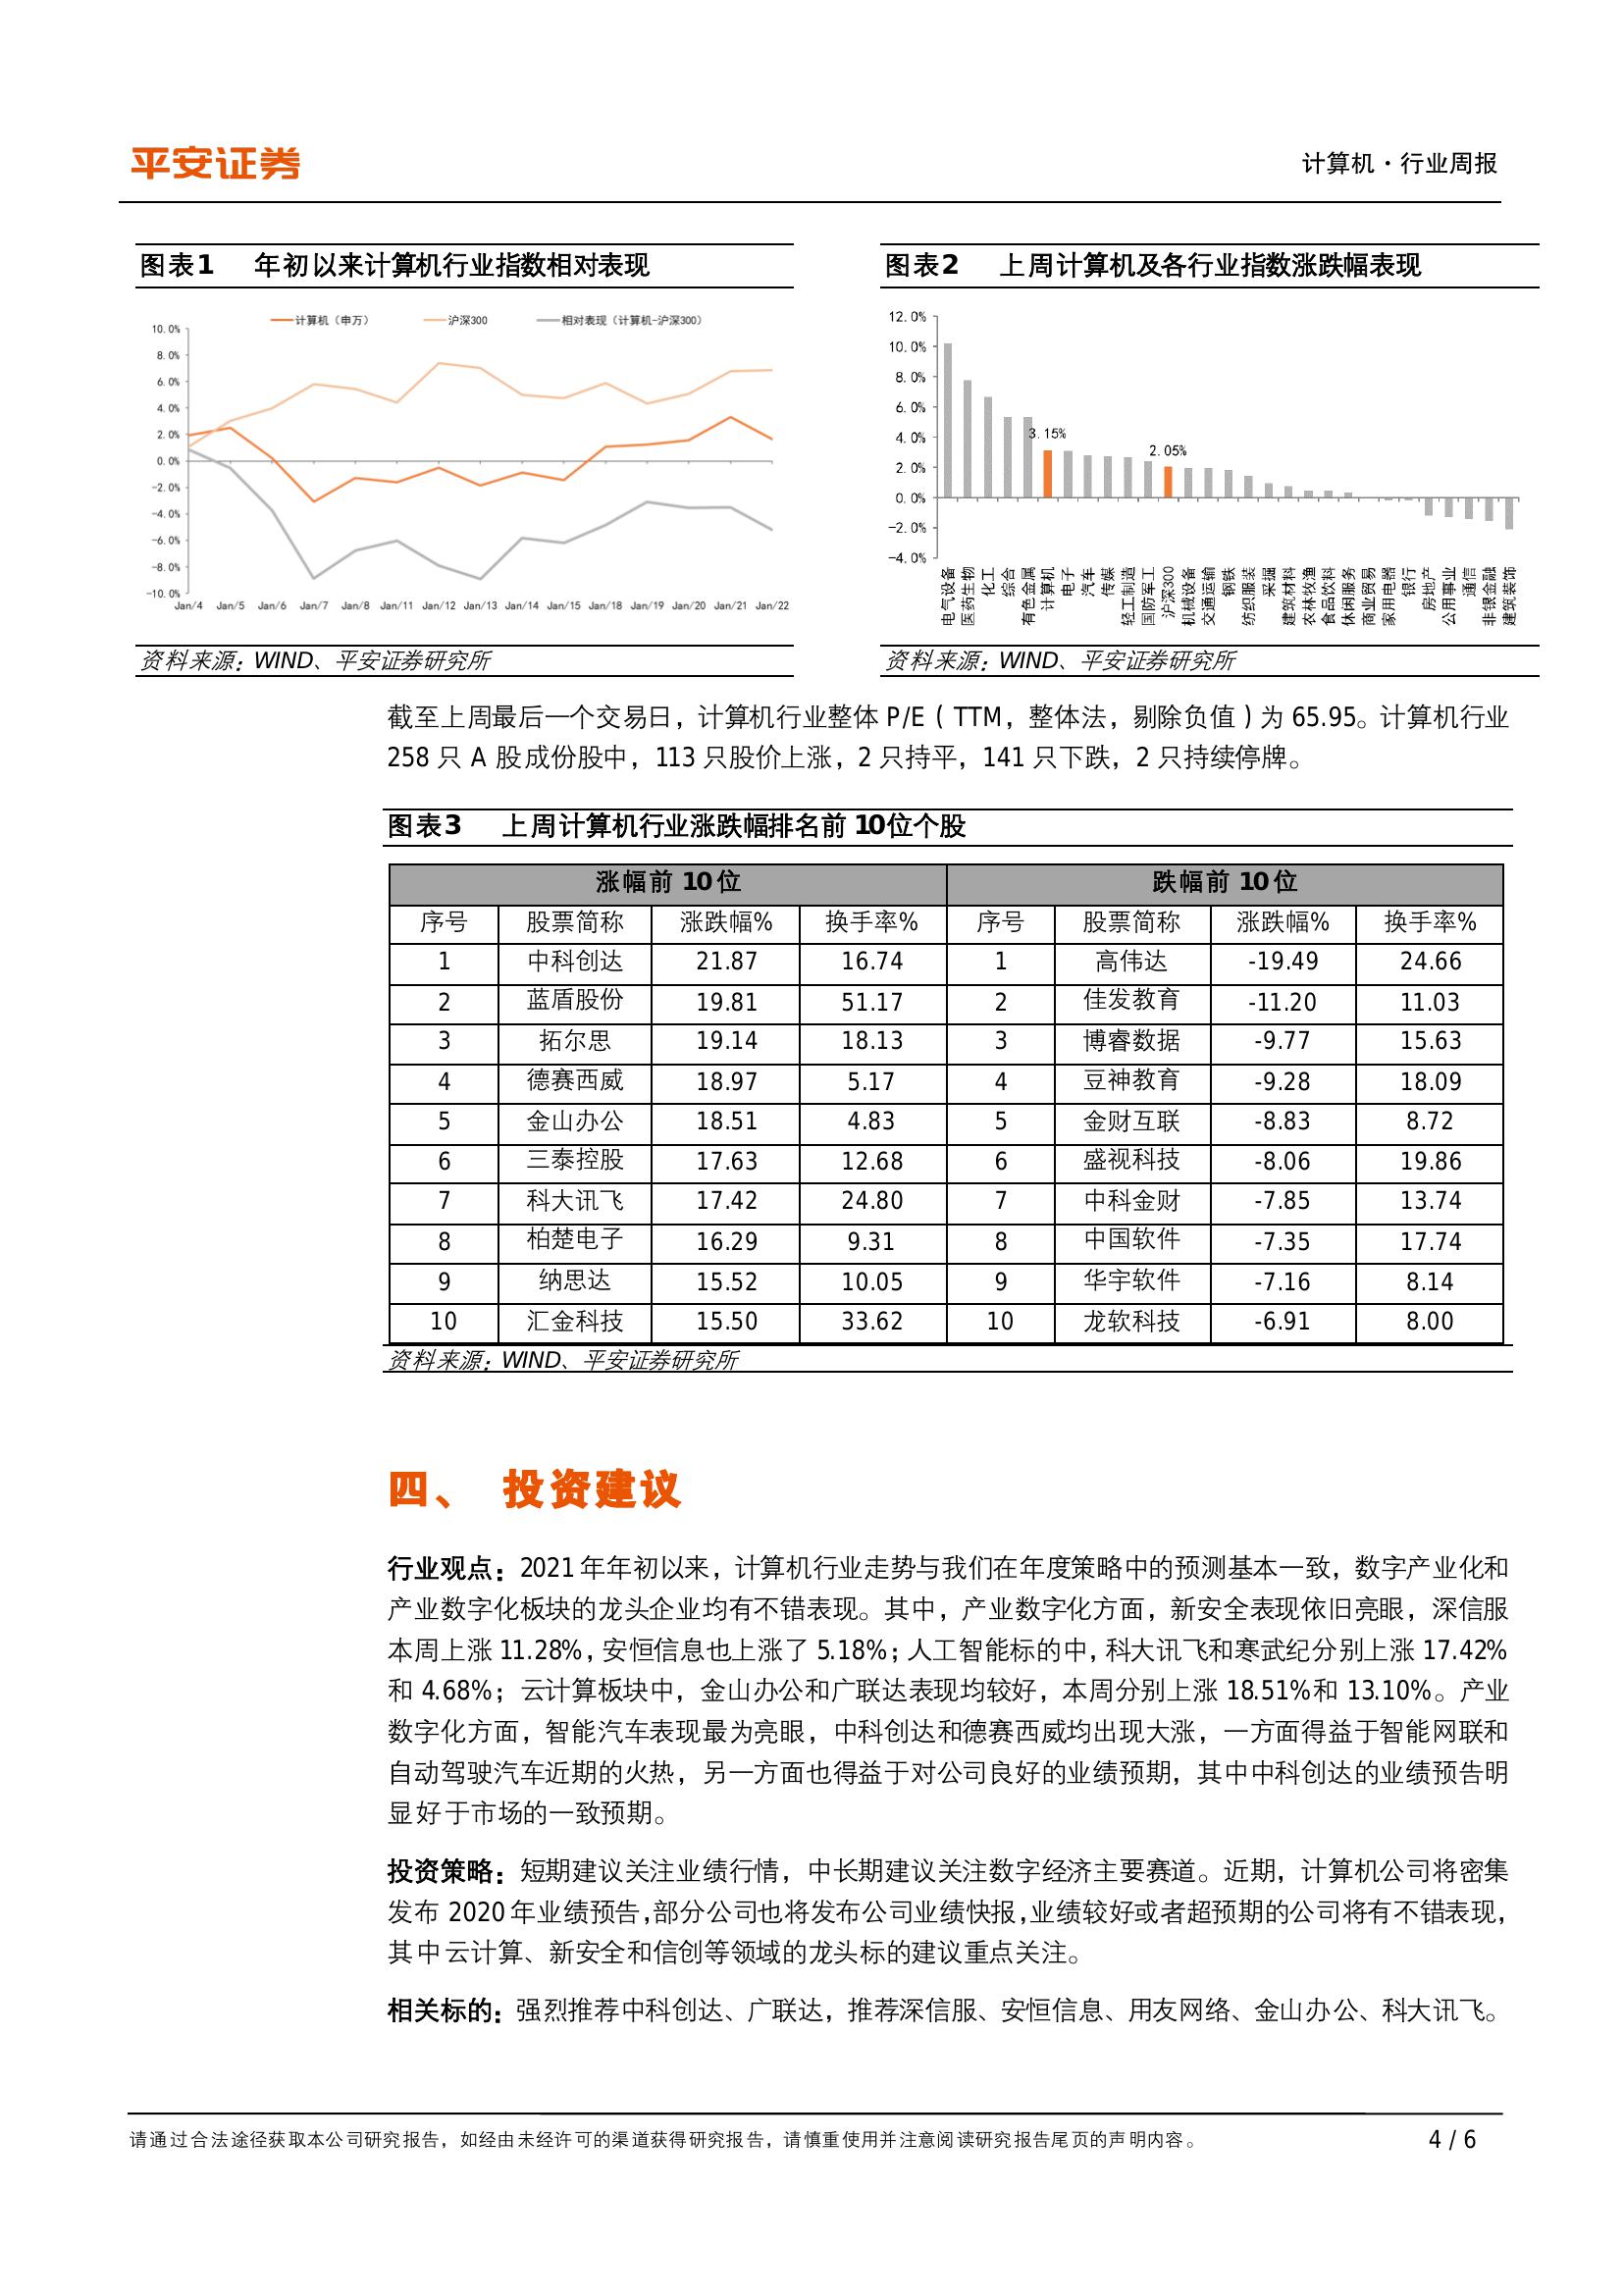 平安证券
计算机·行业周报
图表1 年初以来计算机行业指数相对表现
计算机（申万） 沪深300 相对表现（计算机-沪深300）
10.0%
8.0%
6.0%
4.0%
2.0%
0.0%
-2.0%
-4.0%
-6.0%
-8.0%
-10.0%
Jan/4 Jan/5 Jan/6 Jan/7 Jan/8 Jan/11 Jan/12 Jan/13 Jan/14 Jan/15 Jan/18 Jan/19 Jan/20 Jan/21 Jan/22
资料来源：WIND、平安证券研究所
图表2 上周计算机及各行业指数涨跌幅表现
12.0%
10.0%
8.0%
6.0%
4.0%
2.0%
0.0%
-2.0%
-4.0%
3.15%
2.05%
电气设备 医药生物 化工 综合 有色金属 计算机 电子 汽车 传媒 轻工制造 国防军工 沪深300 机械设备 交通运输 钢铁 纺织服装 采掘 建筑材料 农林牧渔 食品饮料 休闲服务 商业贸易 家用电器 银行 房地产 公用事业 通信 非银金融 建筑装饰
资料来源：WIND、平安证券研究所
截至上周最后一个交易日，计算机行业整体 P/E（TTM，整体法，剔除负值）为 65.95。计算机行业
258 只 A 股成份股中，113 只股价上涨，2 只持平，141 只下跌，2 只持续停牌。
图表3 上周计算机行业涨跌幅排名前 10位个股
涨幅前 10 位 跌幅前 10 位
序号 股票简称 涨跌幅% 换手率% 序号 股票简称 涨跌幅% 换手率%
1 中科创达 21.87 16.74 1 高伟达 -19.49 24.66
2 蓝盾股份 19.81 51.17 2 佳发教育 -11.20 11.03
3 拓尔思 19.14 18.13 3 博睿数据 -9.77 15.63
4 德赛西威 18.97 5.17 4 豆神教育 -9.28 18.09
5 金山办公 18.51 4.83 5 金财互联 -8.83 8.72
6 三泰控股 17.63 12.68 6 盛视科技 -8.06 19.86
7 科大讯飞 17.42 24.80 7 中科金财 -7.85 13.74
8 柏楚电子 16.29 9.31 8 中国软件 -7.35 17.74
9 纳思达 15.52 10.05 9 华宇软件 -7.16 8.14
10 汇金科技 15.50 33.62 10 龙软科技 -6.91 8.00
资料来源：WIND、平安证券研究所
四、 投资建议
行业观点：2021 年年初以来，计算机行业走势与我们在年度策略中的预测基本一致，数字产业化和
产业数字化板块的龙头企业均有不错表现。其中，产业数字化方面，新安全表现依旧亮眼，深信服
本周上涨 11.28%，安恒信息也上涨了 5.18%；人工智能标的中，科大讯飞和寒武纪分别上涨 17.42%
和 4.68%；云计算板块中，金山办公和广联达表现均较好，本周分别上涨 18.51%和 13.10%。产业
数字化方面，智能汽车表现最为亮眼，中科创达和德赛西威均出现大涨，一方面得益于智能网联和
自动驾驶汽车近期的火热，另一方面也得益于对公司良好的业绩预期，其中中科创达的业绩预告明
显好于市场的一致预期。
投资策略：短期建议关注业绩行情，中长期建议关注数字经济主要赛道。近期，计算机公司将密集
发布 2020 年业绩预告，部分公司也将发布公司业绩快报，业绩较好或者超预期的公司将有不错表现，
其中云计算、新安全和信创等领域的龙头标的建议重点关注。
相关标的：强烈推荐中科创达、广联达，推荐深信服、安恒信息、用友网络、金山办公、科大讯飞。
请通过合法途径获取本公司研究报告，如经由未经许可的渠道获得研究报告，请慎重使用并注意阅读研究报告尾页的声明内容。
4 / 6